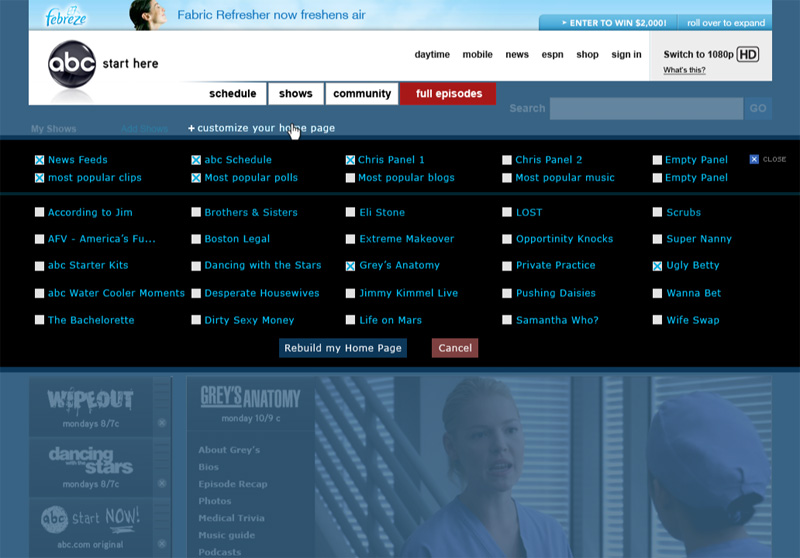 febreze
Fabric Refresher now freshens air
▸ ENTER TO WIN $2,000!
roll over to expand
abc start here
daytime mobile news espn shop sign in
Switch to 1080p HD
What's this?
schedule shows community full episodes
Search GO
My Shows Add Shows + customize your home page
News Feeds abc Schedule Chris Panel 1 Chris Panel 2 Empty Panel X CLOSE
most popular clips Most popular polls Most popular blogs Most popular music Empty Panel
According to Jim Brothers & Sisters Eli Stone LOST Scrubs
AFV - America's Fu... Boston Legal Extreme Makeover Opportinity Knocks Super Nanny
abc Starter Kits Dancing with the Stars Grey's Anatomy Private Practice Ugly Betty
abc Water Cooler Moments Desperate Housewives Jimmy Kimmel Live Pushing Daisies Wanna Bet
The Bachelorette Dirty Sexy Money Life on Mars Samantha Who? Wife Swap
Rebuild my Home Page Cancel
WIPEOUT
mondays 8/7c
dancing with the stars
mondays 8/7c
abc start NOW!
abc.com original
GREY'S ANATOMY
monday 10/9 c
About Grey's
Bios
Episode Recap
Photos
Medical Trivia
Music guide
Podcasts